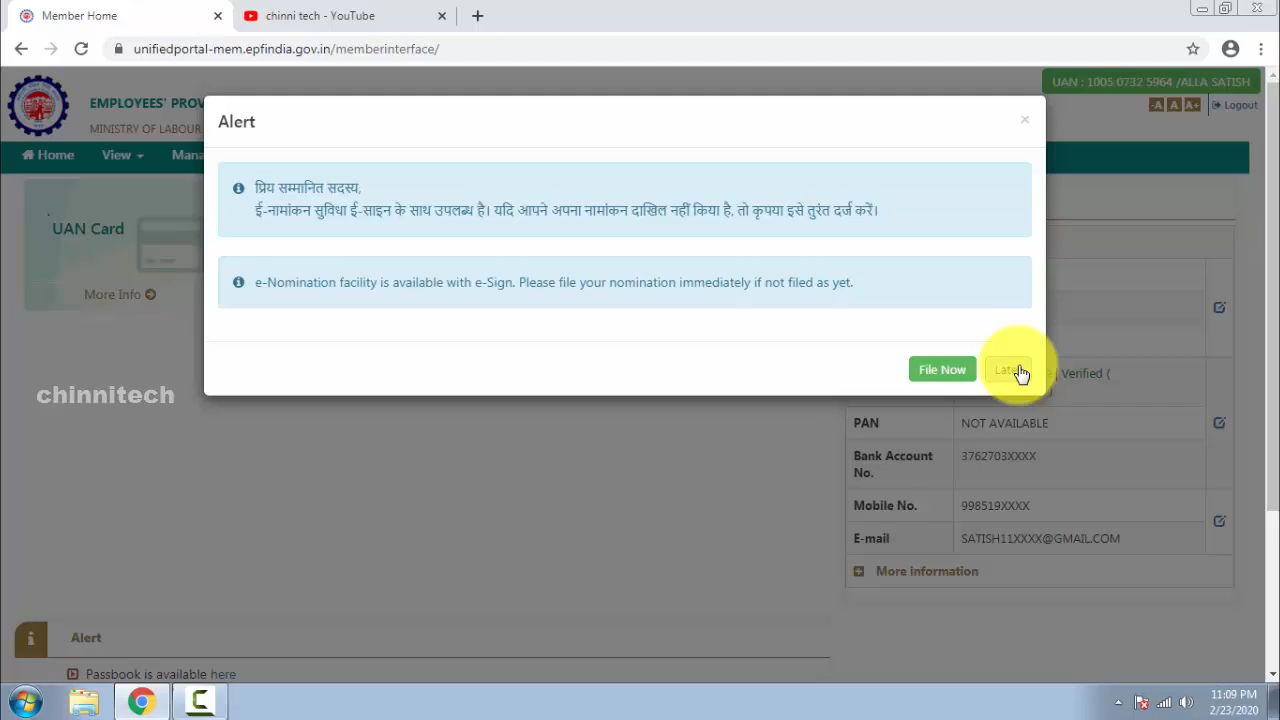 Member Home
chinni tech - YouTube
unifiedportal-mem.epfindia.gov.in/memberinterface/
UAN : 1005 0732 5964 /ALLA SATISH
EMPLOYEES' PROV
MINISTRY OF LABOUR
-A A A+ Logout
Home View Mana
Alert
×
प्रिय सम्मानित सदस्य,
ई-नामांकन सुविधा ई-साइन के साथ उपलब्ध है। यदि आपने अपना नामांकन दाखिल नहीं किया है, तो कृपया इसे तुरंत दर्ज करें।
e-Nomination facility is available with e-Sign. Please file your nomination immediately if not filed as yet.
File Now
UAN Card
More Info
chinnitech
Verified (
PAN NOT AVAILABLE
Bank Account No. 3762703XXXX
Mobile No. 998519XXXX
E-mail SATISH11XXXX@GMAIL.COM
More information
Alert
Passbook is available here
11:09 PM
2/23/2020